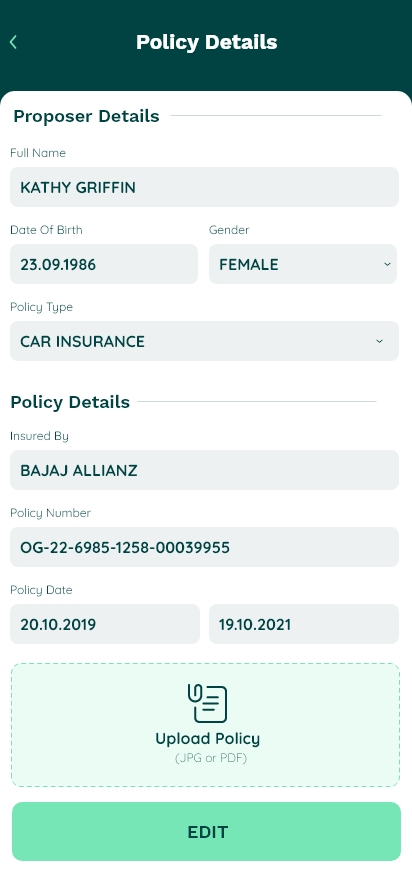 Policy Details
Proposer Details
Full Name
KATHY GRIFFIN
Date Of Birth
Gender
23.09.1986
FEMALE
Policy Type
CAR INSURANCE
Policy Details
Insured By
BAJAJ ALLIANZ
Policy Number
OG-22-6985-1258-00039955
Policy Date
20.10.2019
19.10.2021
Upload Policy
(JPG or PDF)
EDIT